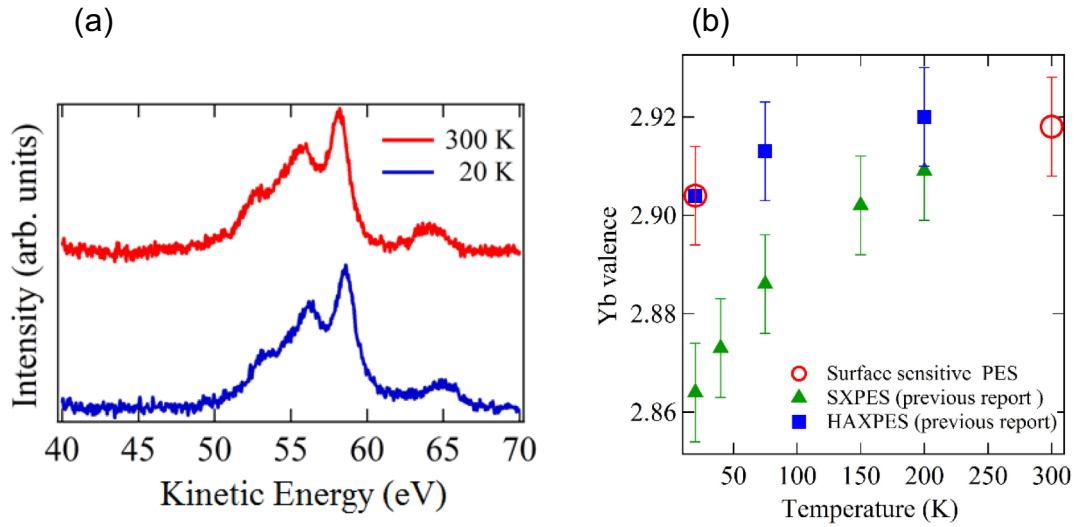 (a)
300 K
20 K
Intensity (arb. units)
40 45 50 55 60 65 70
Kinetic Energy (eV)
(b)
2.92
2.90
2.88
2.86
Yb valence
Surface sensitive PES
SXPES (previous report )
HAXPES (previous report)
50 100 150 200 250 300
Temperature (K)